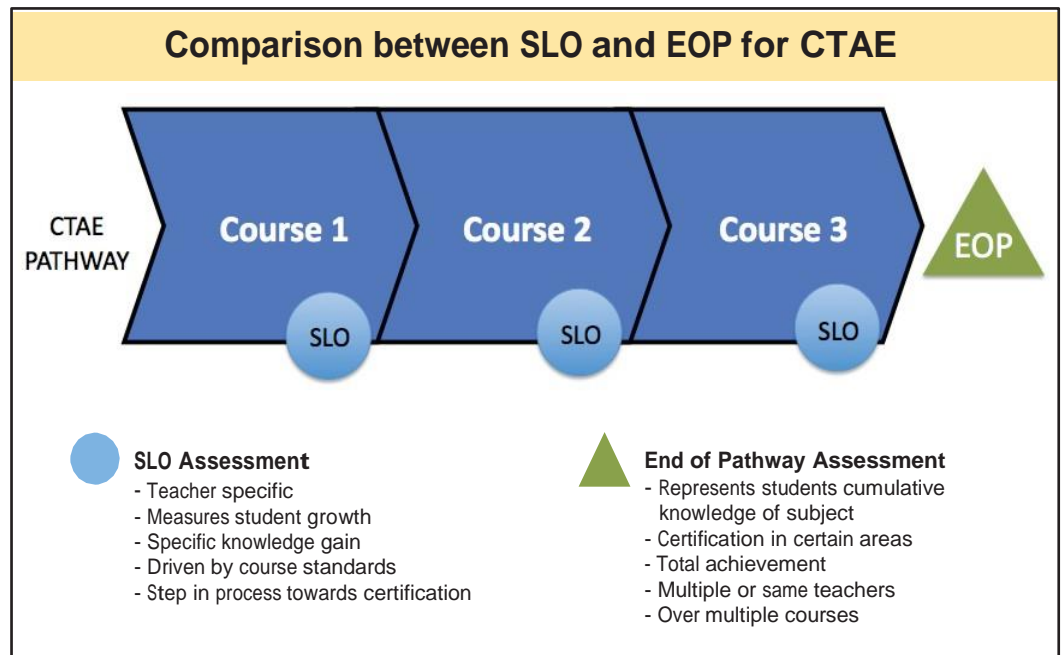 Comparison between SLO and EOP for CTAE
CTAE
PATHWAY
Course 1
Course 2
Course 3
EOP
SLO
SLO
SLO
SLO Assessment
- Teacher specific
- Measures student growth
- Specific knowledge gain
- Driven by course standards
- Step in process towards certification
End of Pathway Assessment
- Represents students cumulative
knowledge of subject
- Certification in certain areas
- Total achievement
- Multiple or same teachers
- Over multiple courses